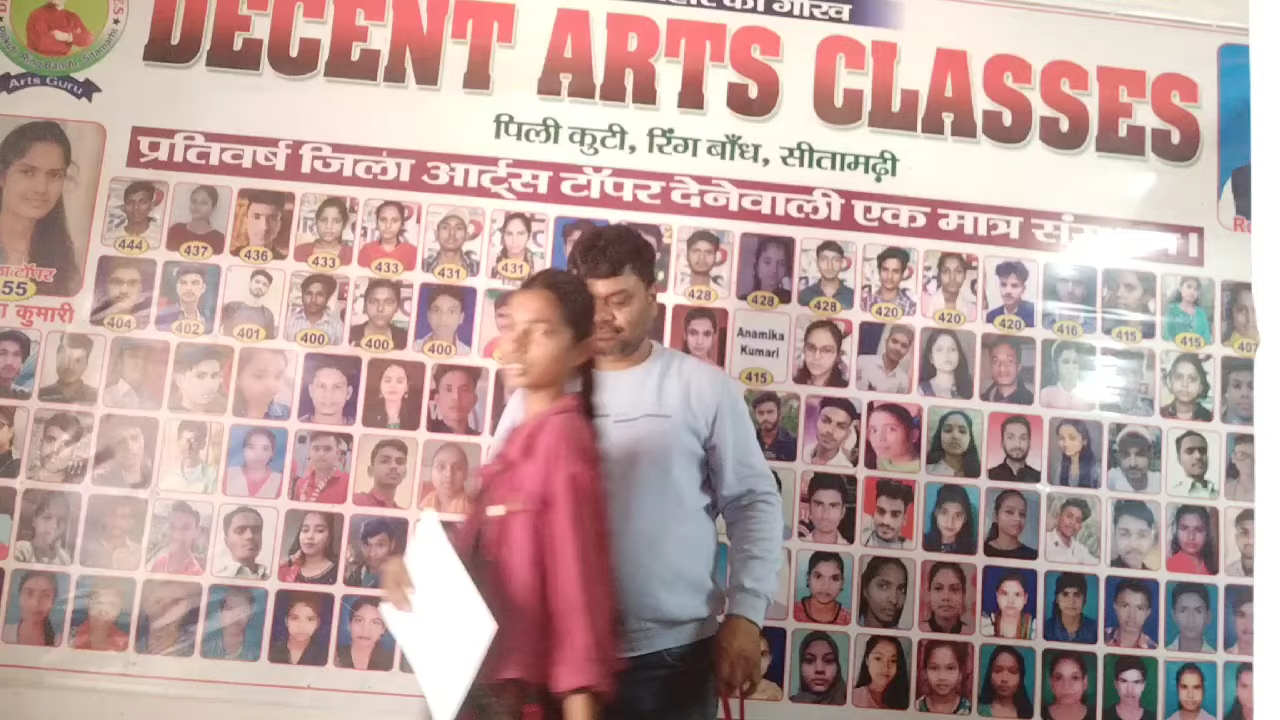 DECENT ARTS CLASSES
Arts Guru
पिली कुटी, रिंग बाँध, सीतामढ़ी
प्रतिवर्ष जिला आर्ट्स टॉपर देनेवाली एक मात्र
टॉपर
55
कुमारी
444 437 436 433 433 431 431 428 428 428 420 420 420 416 415 415
404 402 401 400 400 400
Anamika
Kumari
415